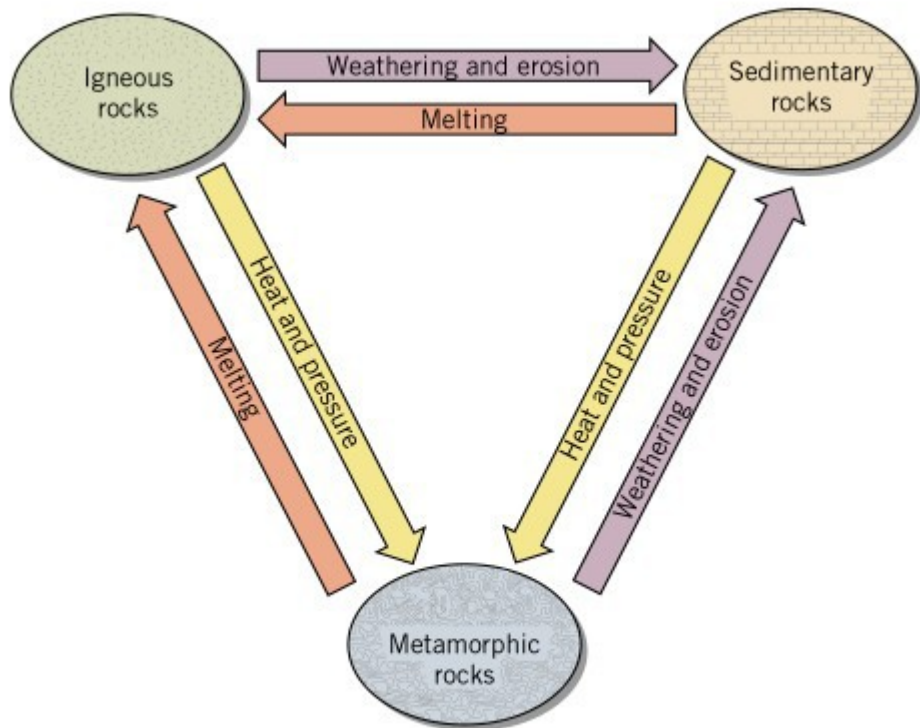 Igneous
rocks
Weathering and erosion
Melting
Sedimentary
rocks
Melting
Heat and pressure
Heat and pressure
Weathering and erosion
Metamorphic
rocks